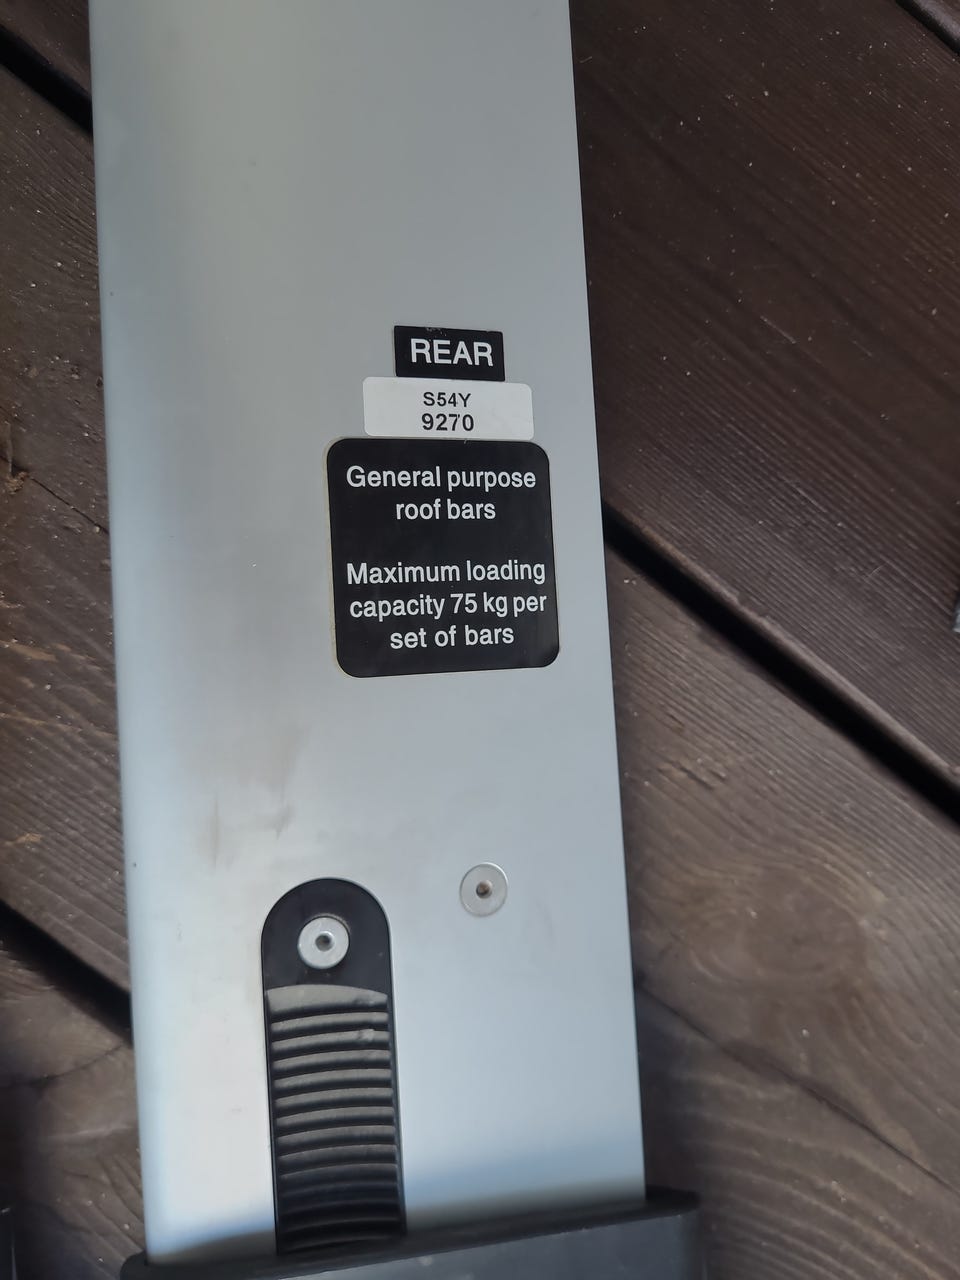 REAR
S54Y
9270
General purpose
roof bars
Maximum loading
capacity 75 kg per
set of bars